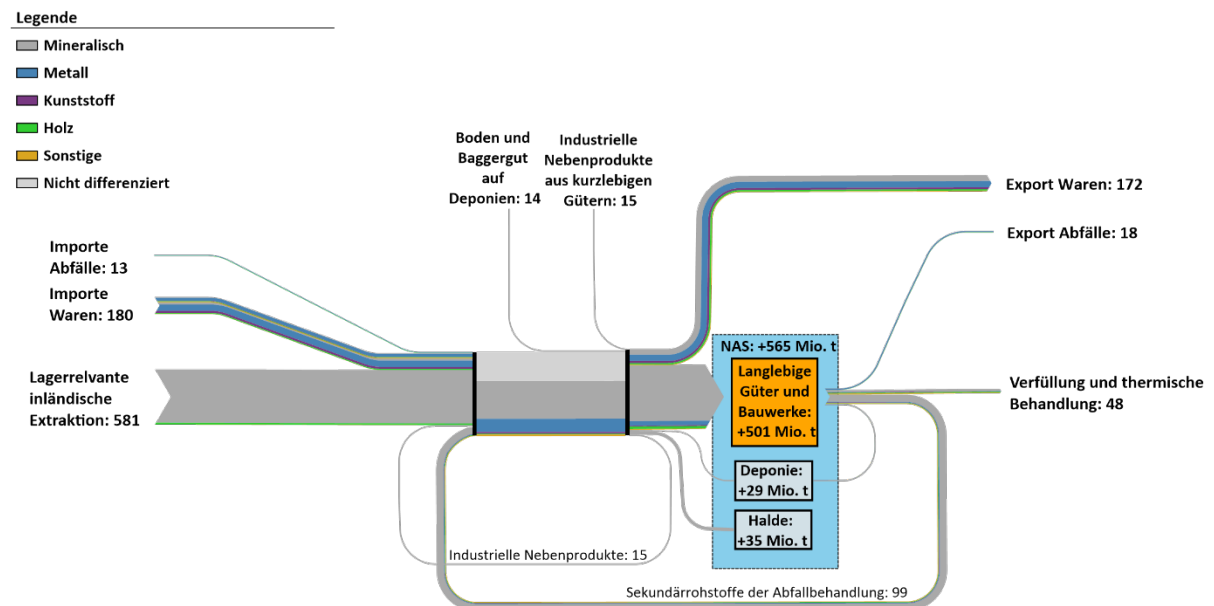 Legende
Mineralisch
Metall
Kunststoff
Holz
Sonstige
Nicht differenziert
Boden und
Baggergut
auf
Deponien: 14
Industrielle
Nebenprodukte
aus kurzlebigen
Gütern: 15
Export Waren: 172
Export Abfälle: 18
Importe
Abfälle: 13
Importe
Waren: 180
Lagerrelvante
inländische
Extraktion: 581
NAS: +565 Mio. t
Langlebige
Güter und
Bauwerke:
+501 Mio. t
Verfüllung und thermische
Behandlung: 48
Deponie:
+29 Mio. t
Halde:
+35 Mio. t
Industrielle Nebenprodukte: 15
Sekundärrohstoffe der Abfallbehandlung: 99